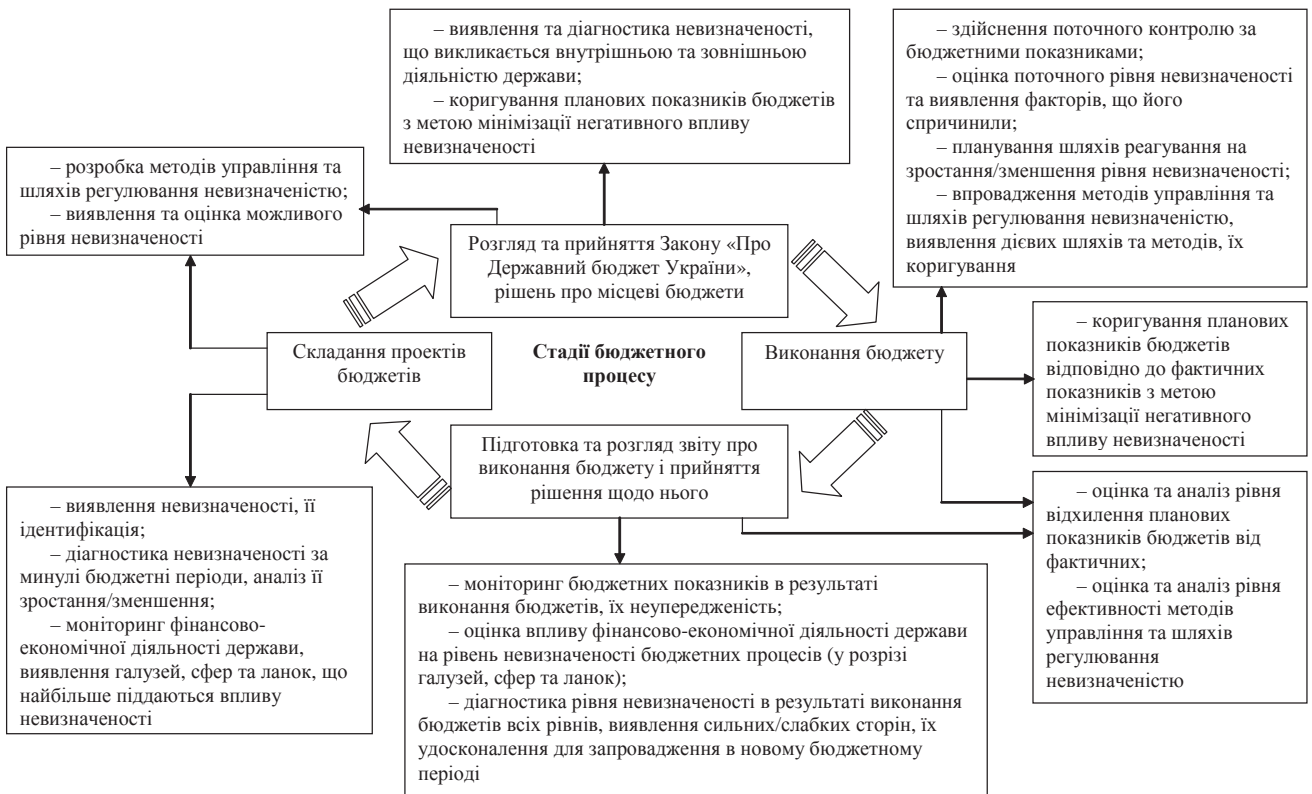 – виявлення та діагностика невизначеності,
що викликається внутрішньою та зовнішньою
діяльністю держави;
– коригування планових показників бюджетів
з метою мінімізації негативного впливу
невизначеності
– здійснення поточного контролю за
бюджетними показниками;
– оцінка поточного рівня невизначеності
та виявлення факторів, що його
спричинили;
– планування шляхів реагування на
зростання/зменшення рівня невизначеності;
– впровадження методів управління та
шляхів регулювання невизначеністю,
виявлення дієвих шляхів та методів, їх
коригування
– розробка методів управління та
шляхів регулювання невизначеністю;
– виявлення та оцінка можливого
рівня невизначеності
Розгляд та прийняття Закону «Про
Державний бюджет України»,
рішень про місцеві бюджети
Складання проектів
бюджетів
Стадії бюджетного
процесу
Виконання бюджету
– коригування планових
показників бюджетів
відповідно до фактичних
показників з метою
мінімізації негативного
впливу невизначеності
Підготовка та розгляд звіту про
виконання бюджету і прийняття
рішення щодо нього
– виявлення невизначеності, її
ідентифікація;
– діагностика невизначеності за
минулі бюджетні періоди, аналіз її
зростання/зменшення;
– моніторинг фінансово-
економічної діяльності держави,
виявлення галузей, сфер та ланок, що
найбільше піддаються впливу
невизначеності
– моніторинг бюджетних показників в результаті
виконання бюджетів, їх неупередженість;
– оцінка впливу фінансово-економічної діяльності держави
на рівень невизначеності бюджетних процесів (у розрізі
галузей, сфер та ланок);
– діагностика рівня невизначеності в результаті виконання
бюджетів всіх рівнів, виявлення сильних/слабких сторін, їх
удосконалення для запровадження в новому бюджетному
періоді
– оцінка та аналіз рівня
відхилення планових
показників бюджетів від
фактичних;
– оцінка та аналіз рівня
ефективності методів
управління та шляхів
регулювання
невизначеністю